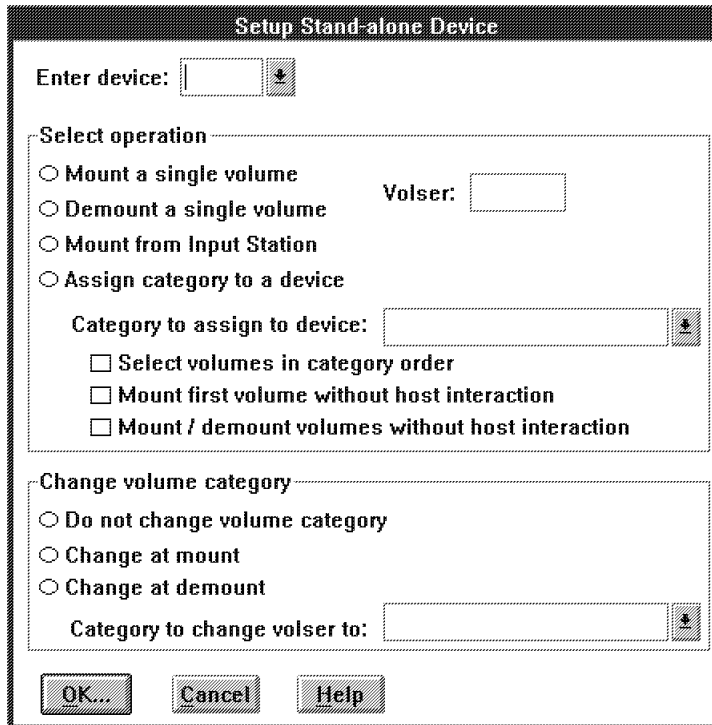 Setup Stand-alone Device
Enter device:
Select operation
Mount a single volume
Volser:
Demount a single volume
Mount from Input Station
Assign category to a device
Category to assign to device:
Select volumes in category order
Mount first volume without host interaction
Mount / demount volumes without host interaction
Change volume category
Do not change volume category
Change at mount
Change at demount
Category to change volser to:
OK... Cancel Help